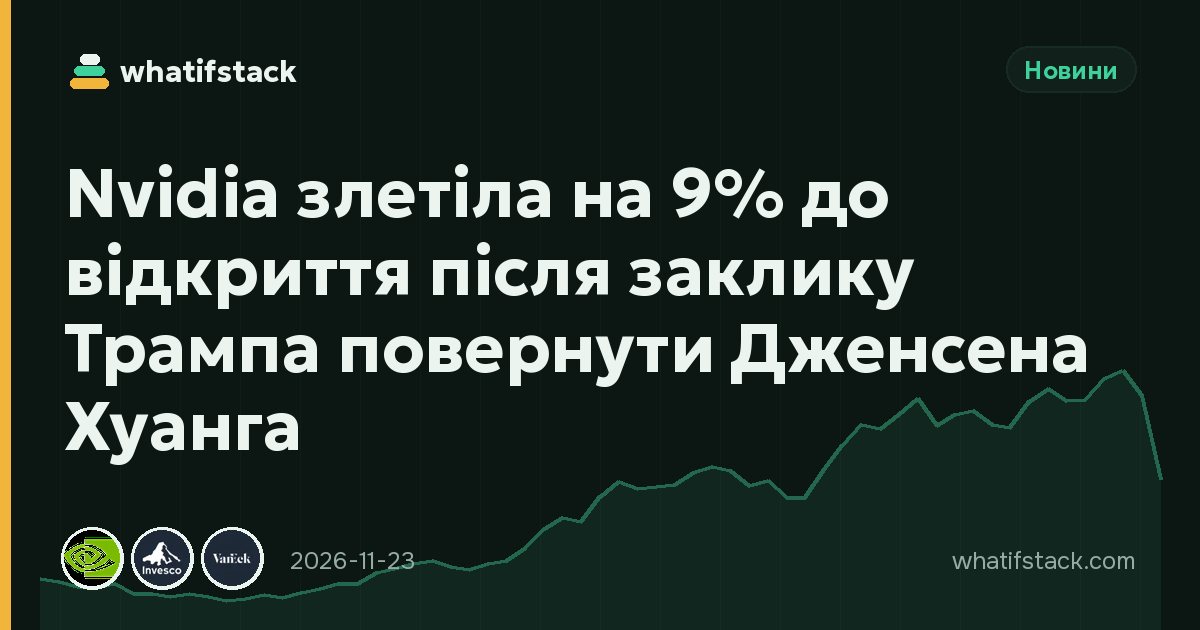 whatifstack
Новини
Nvidia злетіла на 9% до
відкриття після заклику
Трампа повернути Дженсена
Хуанга
Invesco
VanEck
2026-11-23
whatifstack.com